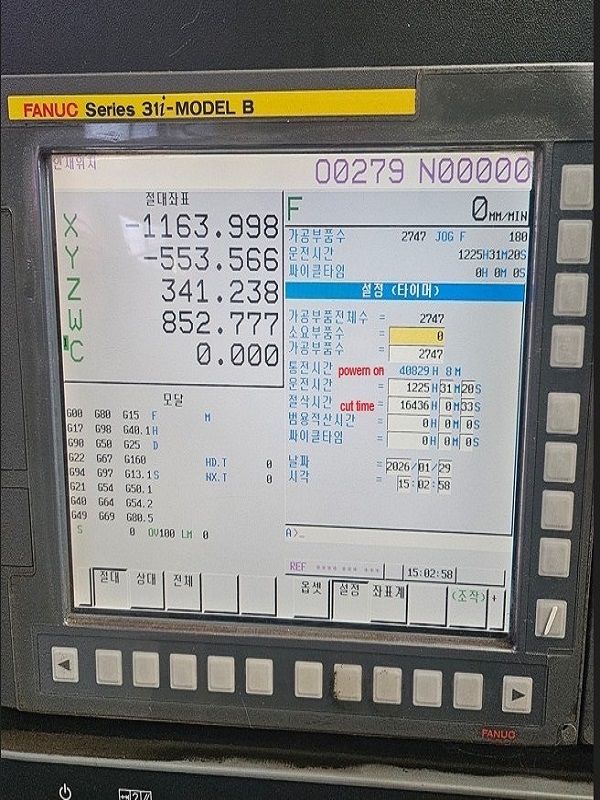 FANUC Series 31i-MODEL B
현재위치
O0279 N00000
절대좌표
X -1163.998
Y -553.566
Z 341.238
W 852.777
C 0.000
F 0 MM/MIN
가공부품수 2747 JOG F 180
운전시간 1225H31M20S
싸이클타임 0H 0M 0S
설정 (타이머)
가공부품전체수 = 2747
소요부품수 = 0
가공부품수 = 2747
통전시간 powern on = 40829H 8M
운전시간 = 1225H31M20S
절삭시간 cut time = 16436H 0M33S
범용적산시간 = 0H 0M 0S
싸이클타임 = 0H 0M 0S
날짜 = 2026/01/29
시각 = 15:02:58
모달
G00 G80 G15 F M
G17 G98 G40.1 H
G90 G50 G25 D
G22 G67 G160 HD.T 0
G94 G97 G13.1 S NX.T 0
G21 G54 G50.1
G40 G64 G54.2
G49 G69 G80.5
S 0 OV100 LM 0
A>_
REF **** *** *** 15:02:58
절대 상대 전체
옵셋 설정 좌표계 (조작) +
FANUC